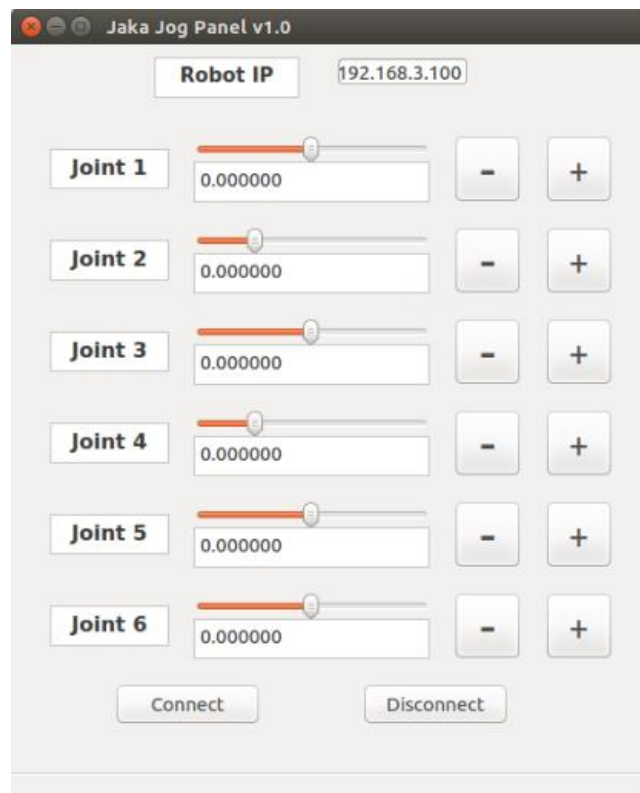 Jaka Jog Panel v1.0
Robot IP 192.168.3.100
Joint 1 0.000000 - +
Joint 2 0.000000 - +
Joint 3 0.000000 - +
Joint 4 0.000000 - +
Joint 5 0.000000 - +
Joint 6 0.000000 - +
Connect Disconnect